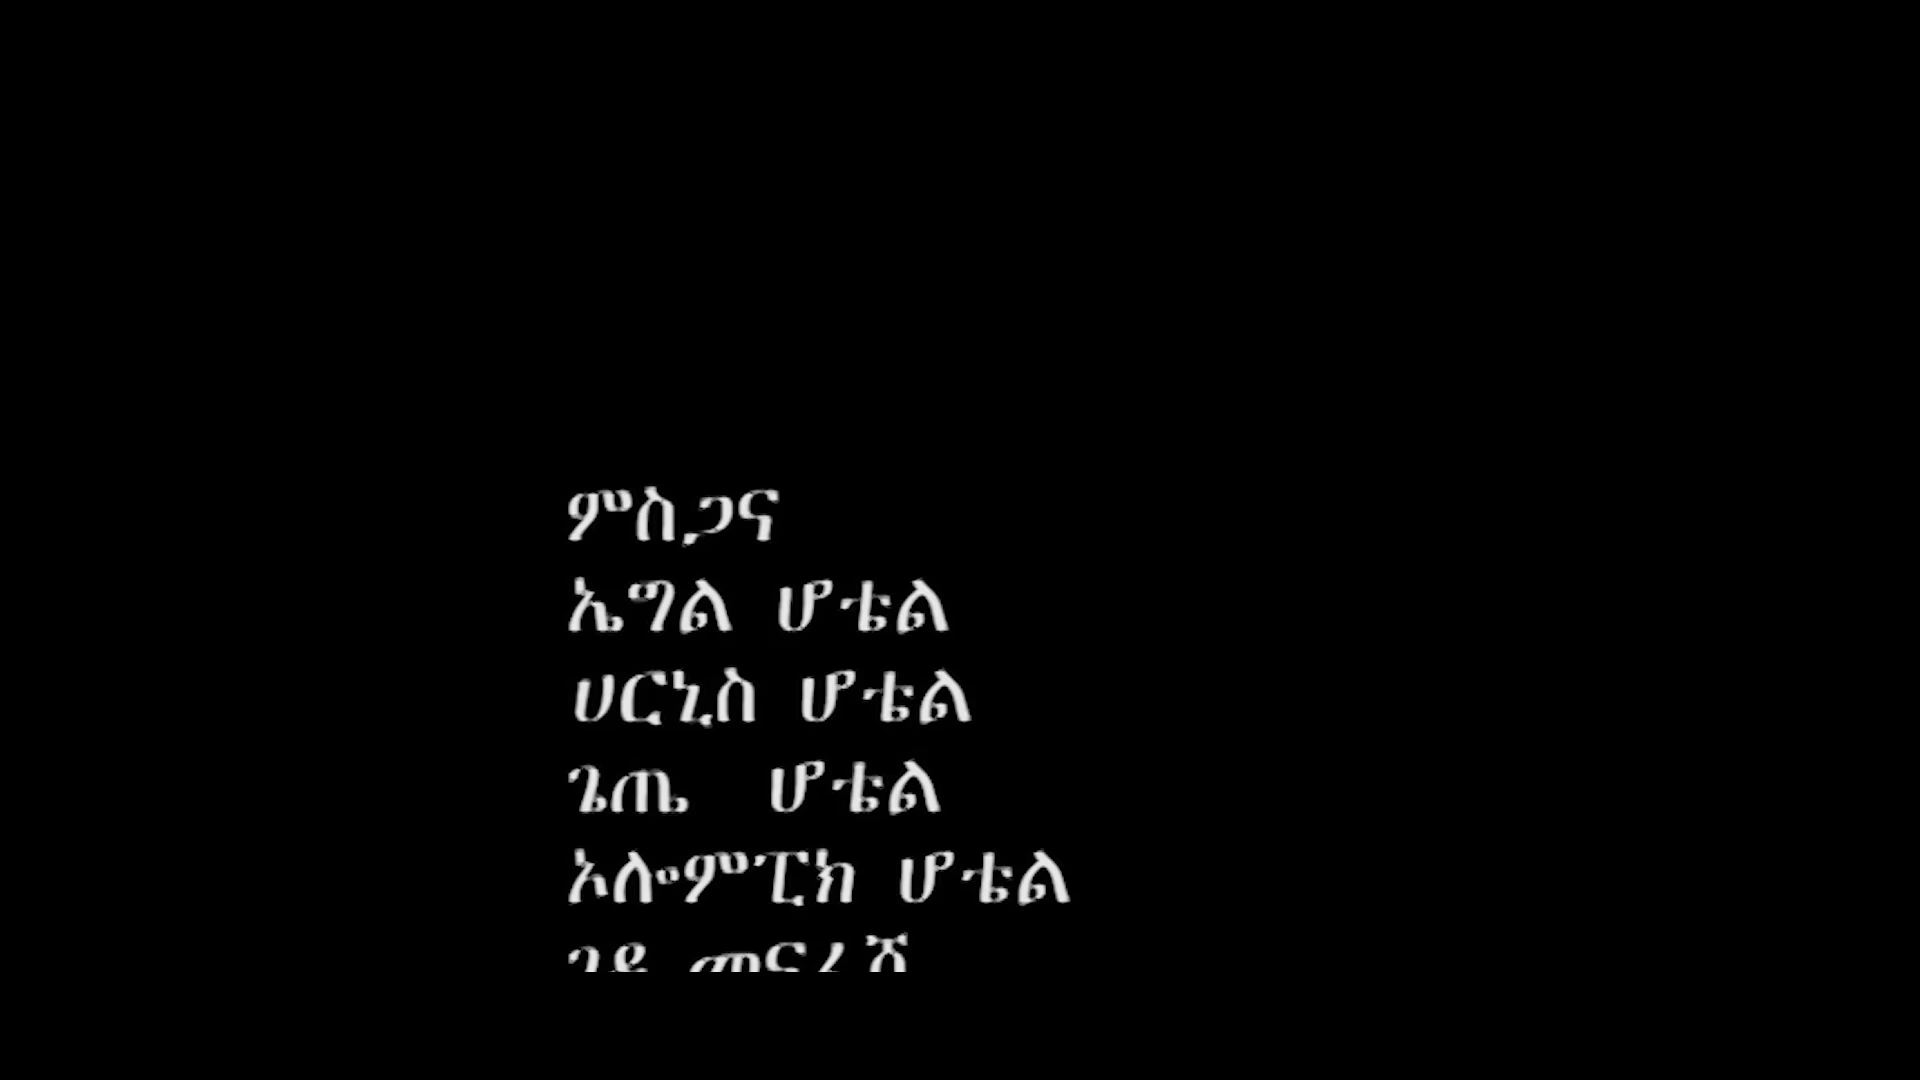 ምስጋና
ኤግል ሆቴል
ሀርኒስ ሆቴል
ጌጤ ሆቴል
ኦሎምፒክ ሆቴል